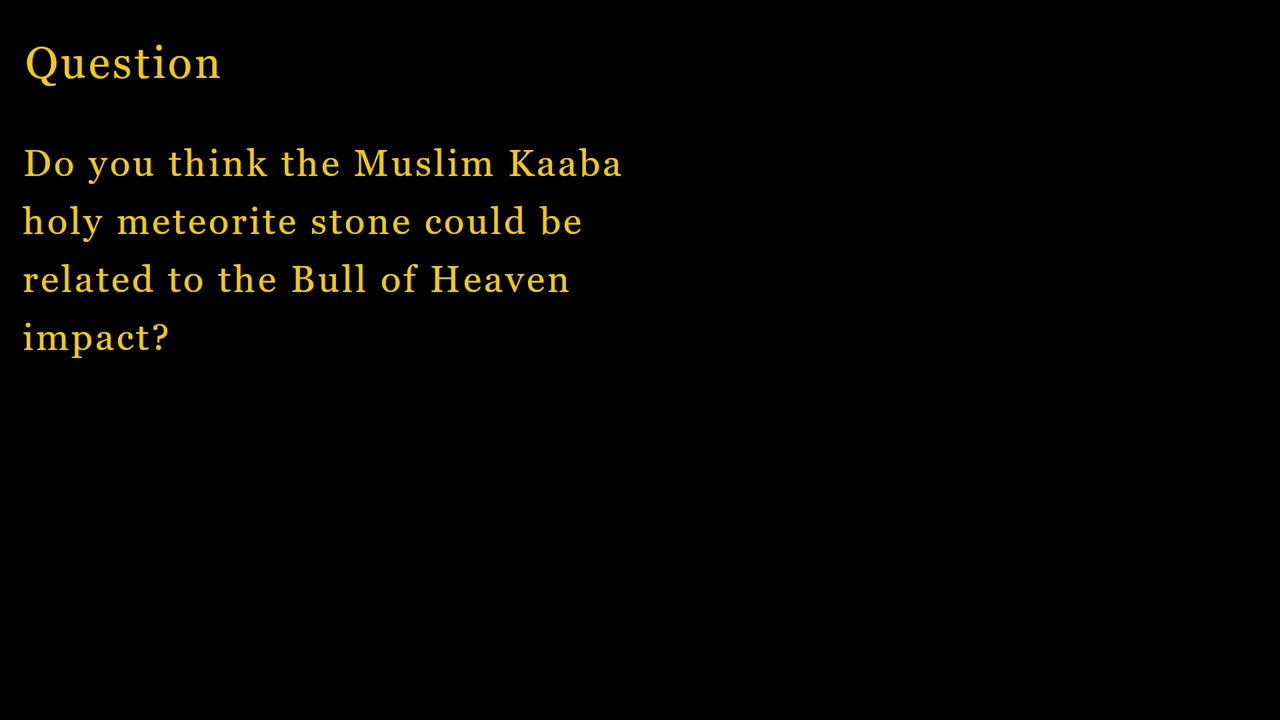 Question
Do you think the Muslim Kaaba
holy meteorite stone could be
related to the Bull of Heaven
impact?